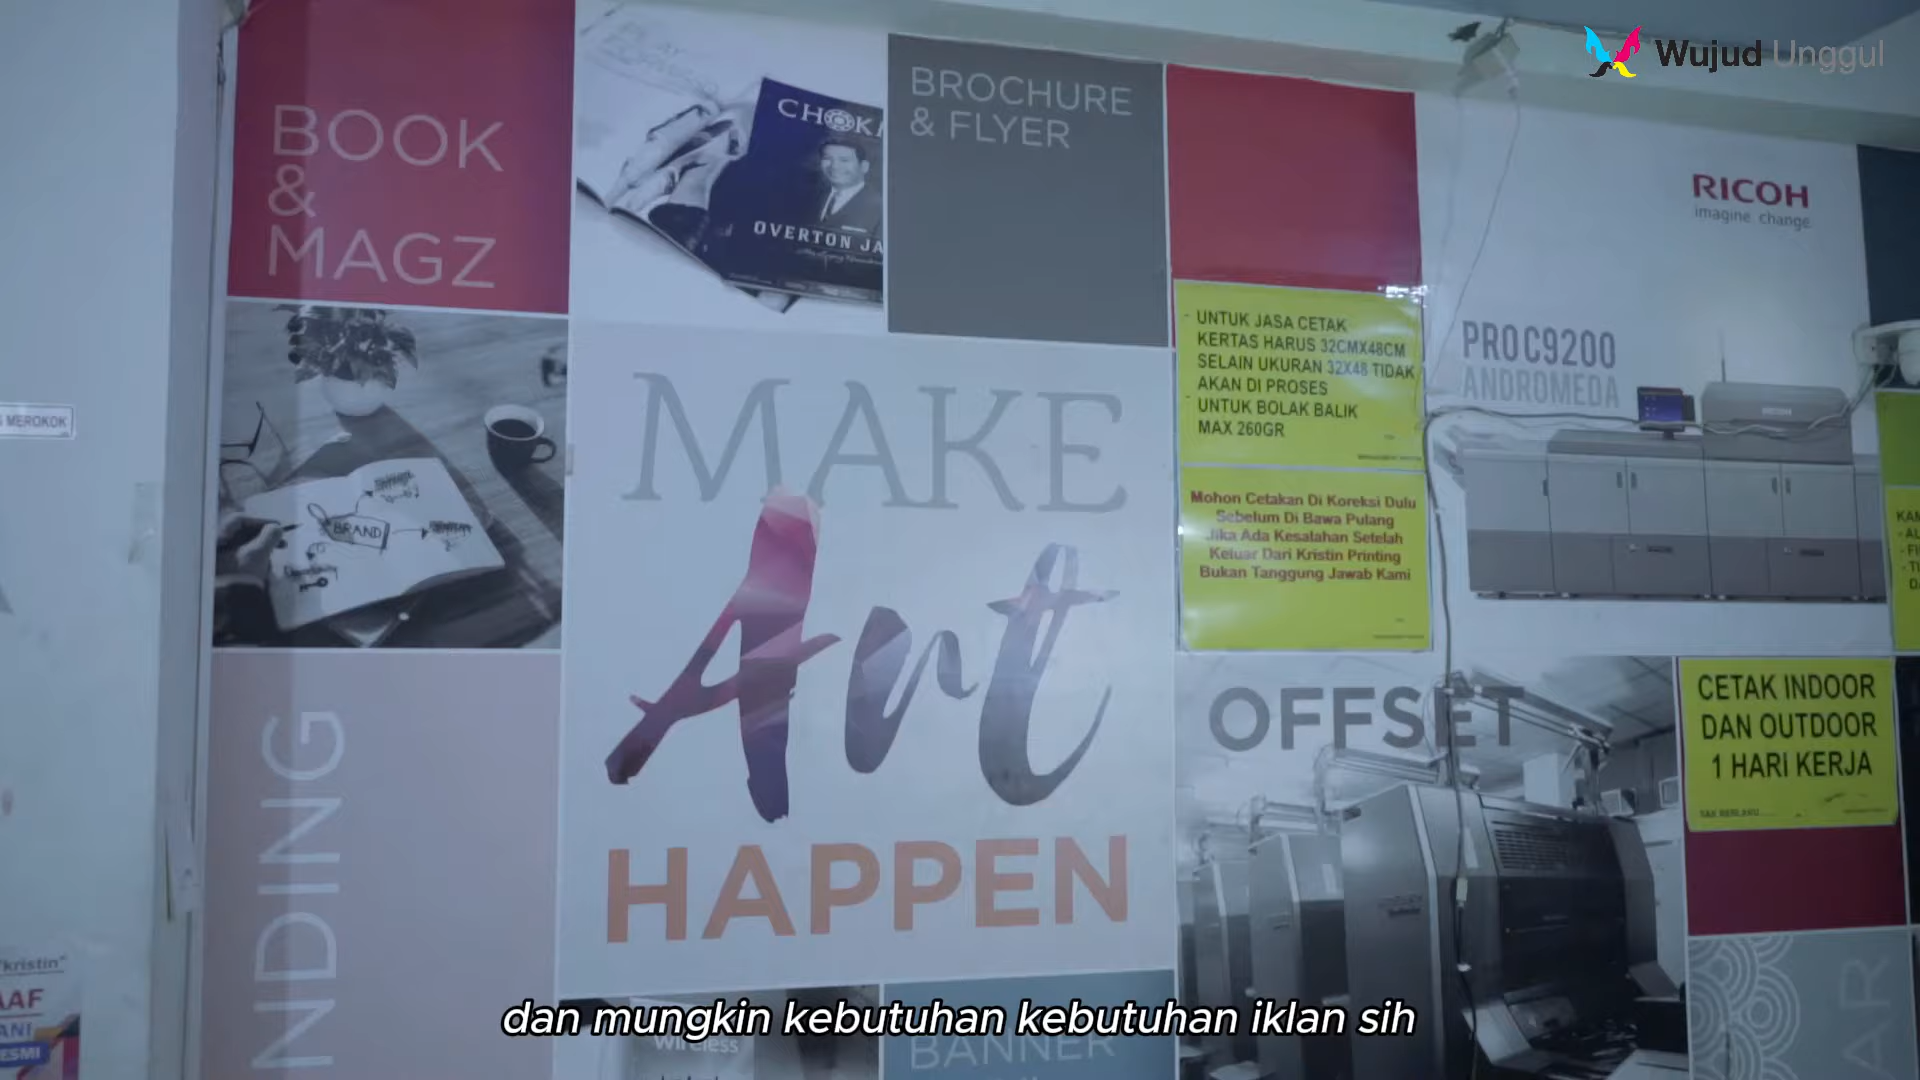 Wujud Unggul
BOOK
&
MAGZ
OVERTON
BROCHURE
& FLYER
RICOH
imagine change
PRO C9200
ANDROMEDA
- UNTUK JASA CETAK
KERTAS HARUS 32CMX48CM
SELAIN UKURAN 32X48 TIDAK
AKAN DI PROSES
- UNTUK BOLAK BALIK
MAX 260GR
Mohon Cetakan Di Koreksi Dulu
Sebelum Di Bawa Pulang
Jika Ada Kesalahan Setelah
Keluar Dari Kristin Printing
Bukan Tanggung Jawab Kami
MEROKOK
BRAND
MAKE
Art
HAPPEN
OFFSET
CETAK INDOOR
DAN OUTDOOR
1 HARI KERJA
NDING
"kristin"
dan mungkin kebutuhan kebutuhan iklan sih
wireless
BANNER